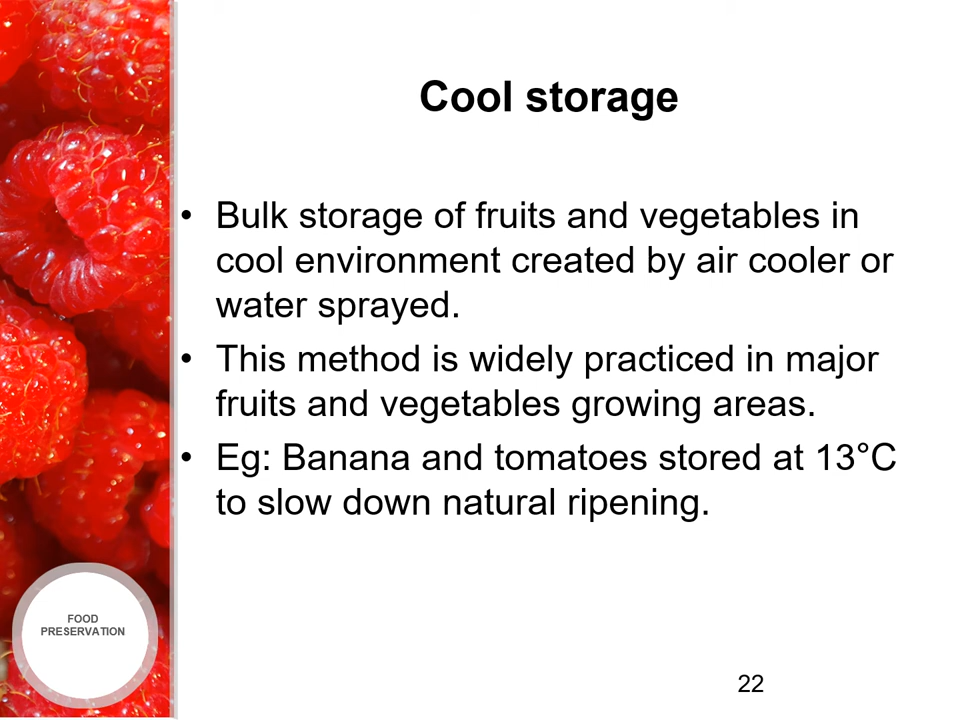 Cool storage
• Bulk storage of fruits and vegetables in
cool environment created by air cooler or
water sprayed.
• This method is widely practiced in major
fruits and vegetables growing areas.
• Eg: Banana and tomatoes stored at 13°C
to slow down natural ripening.
FOOD
PRESERVATION
22